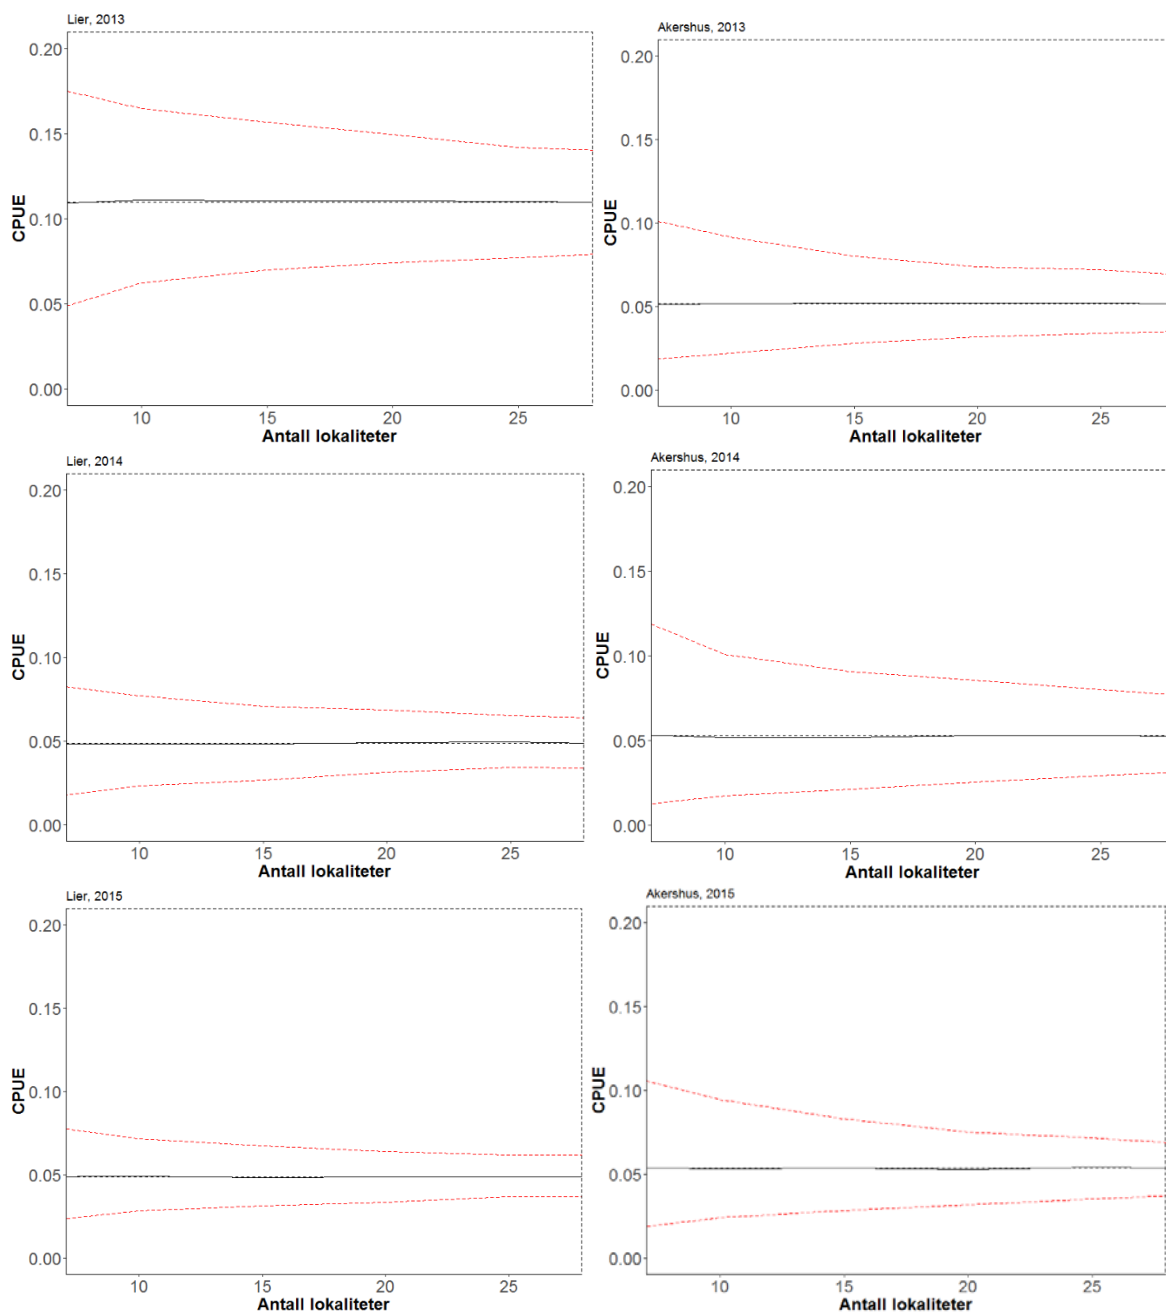 Lier, 2013
0.20
0.15
0.10
0.05
0.00
CPUE
10 15 20 25
Antall lokaliteter
Akershus, 2013
0.20
0.15
0.10
0.05
0.00
CPUE
10 15 20 25
Antall lokaliteter
Lier, 2014
0.20
0.15
0.10
0.05
0.00
CPUE
10 15 20 25
Antall lokaliteter
Akershus, 2014
0.20
0.15
0.10
0.05
0.00
CPUE
10 15 20 25
Antall lokaliteter
Lier, 2015
0.20
0.15
0.10
0.05
0.00
CPUE
10 15 20 25
Antall lokaliteter
Akershus, 2015
0.20
0.15
0.10
0.05
0.00
CPUE
10 15 20 25
Antall lokaliteter